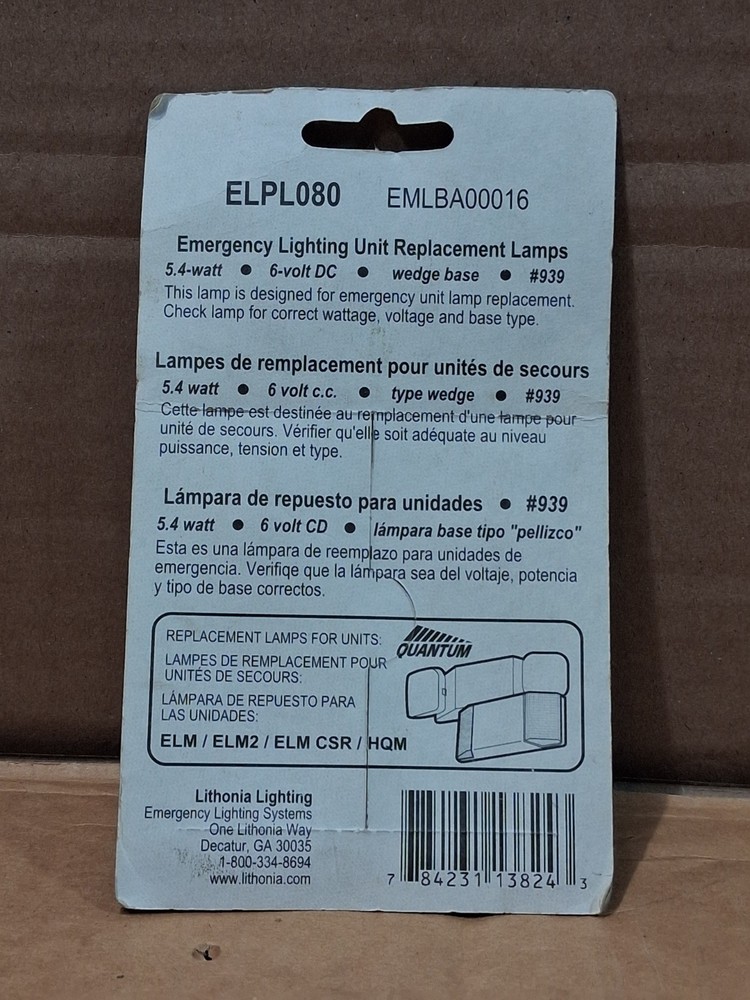 ELPL080 EMLBA00016
Emergency Lighting Unit Replacement Lamps
5.4-watt ● 6-volt DC ● wedge base ● #939
This lamp is designed for emergency unit lamp replacement.
Check lamp for correct wattage, voltage and base type.
Lampes de remplacement pour unités de secours
5.4 watt ● 6 volt c.c. ● type wedge ● #939
Cette lampe est destinée au remplacement d'une lampe pour
unité de secours. Vérifier qu'elle soit adéquate au niveau
puissance, tension et type.
Lámpara de repuesto para unidades ● #939
5.4 watt ● 6 volt CD ● lámpara base tipo "pellizco"
Esta es una lámpara de reemplazo para unidades de
emergencia. Verifiqe que la lámpara sea del voltaje, potencia
y tipo de base correctos.
REPLACEMENT LAMPS FOR UNITS:
QUANTUM
LAMPES DE REMPLACEMENT POUR
UNITÉS DE SECOURS:
LÁMPARA DE REPUESTO PARA
LAS UNIDADES:
ELM / ELM2 / ELM CSR / HQM
Lithonia Lighting
Emergency Lighting Systems
One Lithonia Way
Decatur, GA 30035
1-800-334-8694
www.lithonia.com
7 84231 13824 3